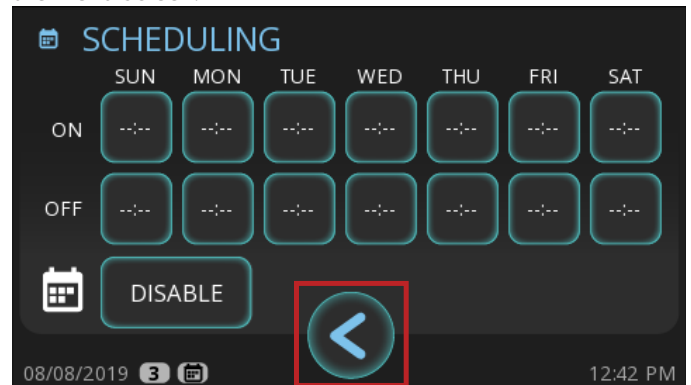 SCHEDULING
SUN MON TUE WED THU FRI SAT
ON --:-- --:-- --:-- --:-- --:-- --:-- --:--
OFF --:-- --:-- --:-- --:-- --:-- --:-- --:--
DISABLE
08/08/2019 3 12:42 PM